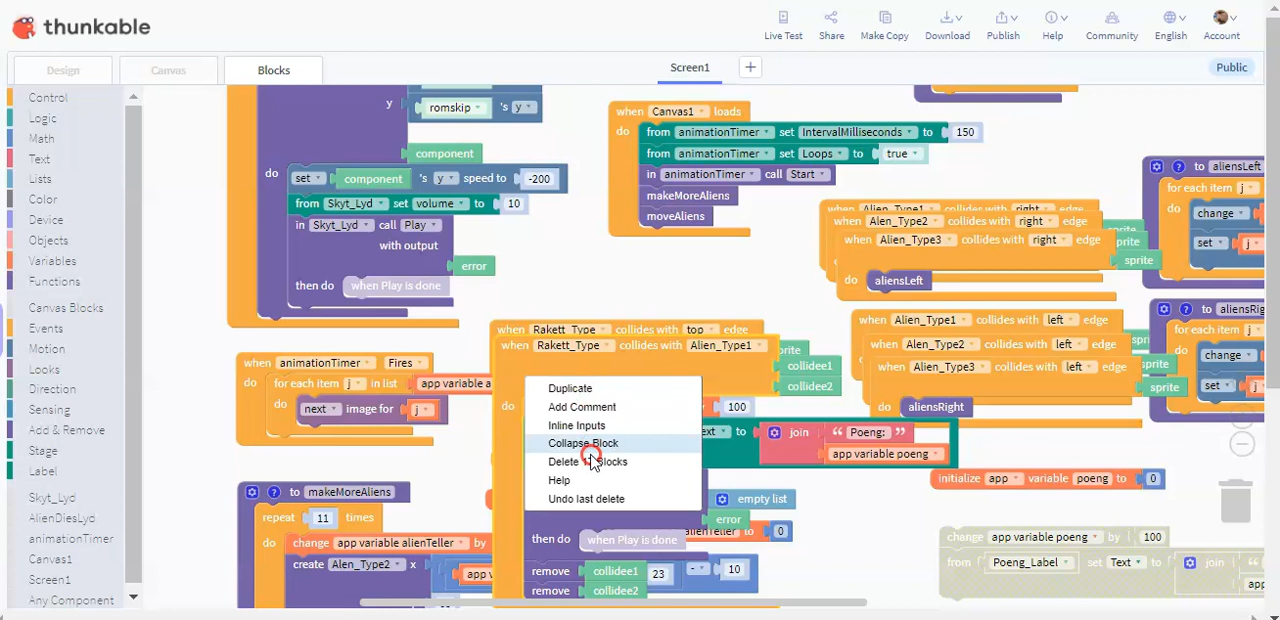 thunkable
Live Test Share Make Copy Download Publish Help Community English Account
Design Canvas Blocks Screen1 + Public
Control
Logic
Math
Text
Lists
Color
Device
Objects
Variables
Functions
Canvas Blocks
Events
Motion
Looks
Direction
Sensing
Add & Remove
Stage
Label
Skyt_Lyd
AlienDiesLyd
animationTimer
Canvas1
Screen1
Any Component
y romskip 's y
component
do set component 's y speed to -200
from Skyt_Lyd set volume to 10
in Skyt_Lyd call Play
with output
error
then do when Play is done
when Canvas1 loads
do from animationTimer set IntervalMilliseconds to 150
from animationTimer set Loops to true
in animationTimer call Start
makeMoreAliens
moveAliens
when Alien_Type1 collides with right edge
when Alen_Type2 collides with right edge
when Alien_Type3 collides with right edge
sprite
do aliensLeft
? to aliensLeft
for each item j
do change
set j
when Alien_Type1 collides with left edge
when Alen_Type2 collides with left edge
when Alien_Type3 collides with left edge
sprite
sprite
do aliensRight
for each item j
do change
set
when animationTimer Fires
do for each item j in list app variable a
do next image for j
when Rakett_Type collides with top edge
when Rakett_Type collides with Alien_Type1
collidee1
collidee2
do
100
to join “ Poeng: ”
app variable poeng
Duplicate
Add Comment
Inline Inputs
Collapse Block
Help
Undo last delete
empty list
error
to 0
then do when Play is done
remove collidee1 23 - 10
remove collidee2
? to makeMoreAliens
repeat 11 times
do change app variable alienTeller by
create Alen_Type2 x
initialize app variable poeng 0
change app variable poeng by 100
from Poeng_Label set Text to join